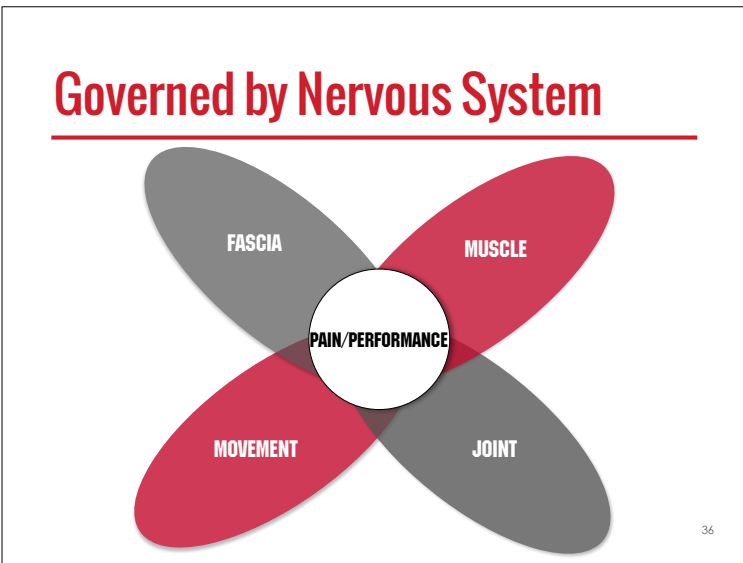 Governed by Nervous System
FASCIA
MUSCLE
PAIN/PERFORMANCE
MOVEMENT
JOINT
36